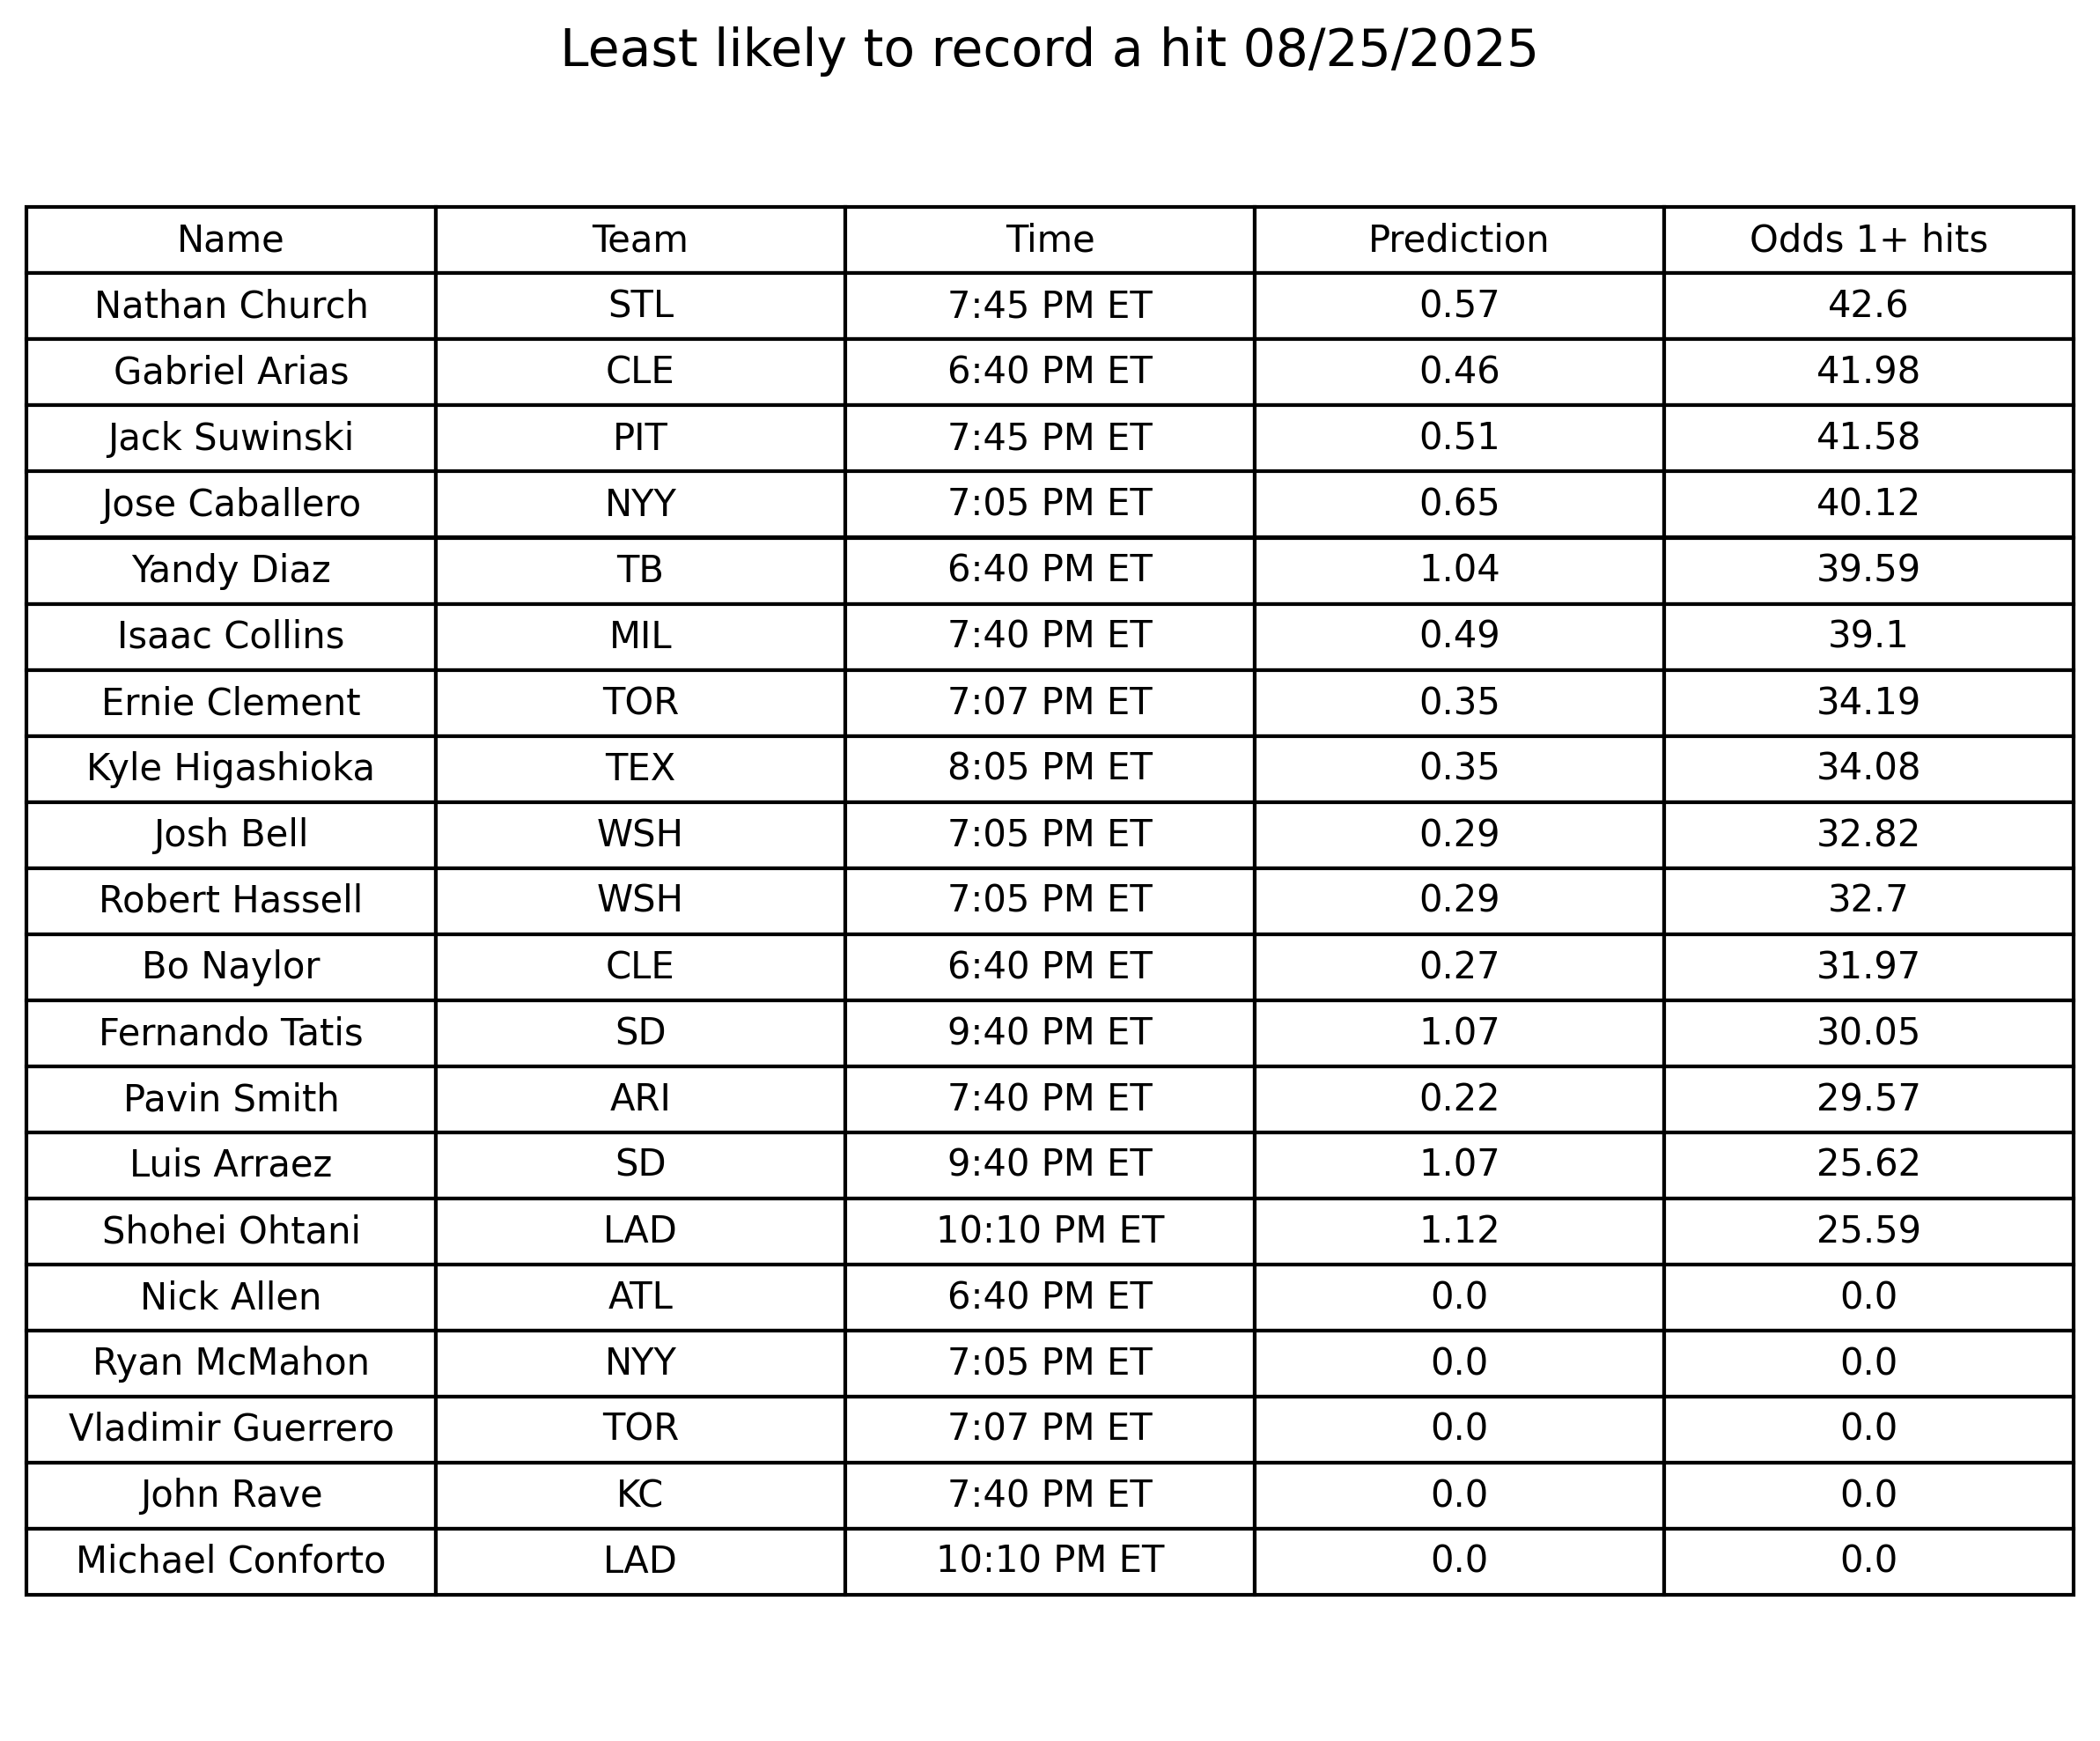 Least likely to record a hit 08/25/2025
Name Team Time Prediction Odds 1+ hits
Nathan Church STL 7:45 PM ET 0.57 42.6
Gabriel Arias CLE 6:40 PM ET 0.46 41.98
Jack Suwinski PIT 7:45 PM ET 0.51 41.58
Jose Caballero NYY 7:05 PM ET 0.65 40.12
Yandy Diaz TB 6:40 PM ET 1.04 39.59
Isaac Collins MIL 7:40 PM ET 0.49 39.1
Ernie Clement TOR 7:07 PM ET 0.35 34.19
Kyle Higashioka TEX 8:05 PM ET 0.35 34.08
Josh Bell WSH 7:05 PM ET 0.29 32.82
Robert Hassell WSH 7:05 PM ET 0.29 32.7
Bo Naylor CLE 6:40 PM ET 0.27 31.97
Fernando Tatis SD 9:40 PM ET 1.07 30.05
Pavin Smith ARI 7:40 PM ET 0.22 29.57
Luis Arraez SD 9:40 PM ET 1.07 25.62
Shohei Ohtani LAD 10:10 PM ET 1.12 25.59
Nick Allen ATL 6:40 PM ET 0.0 0.0
Ryan McMahon NYY 7:05 PM ET 0.0 0.0
Vladimir Guerrero TOR 7:07 PM ET 0.0 0.0
John Rave KC 7:40 PM ET 0.0 0.0
Michael Conforto LAD 10:10 PM ET 0.0 0.0